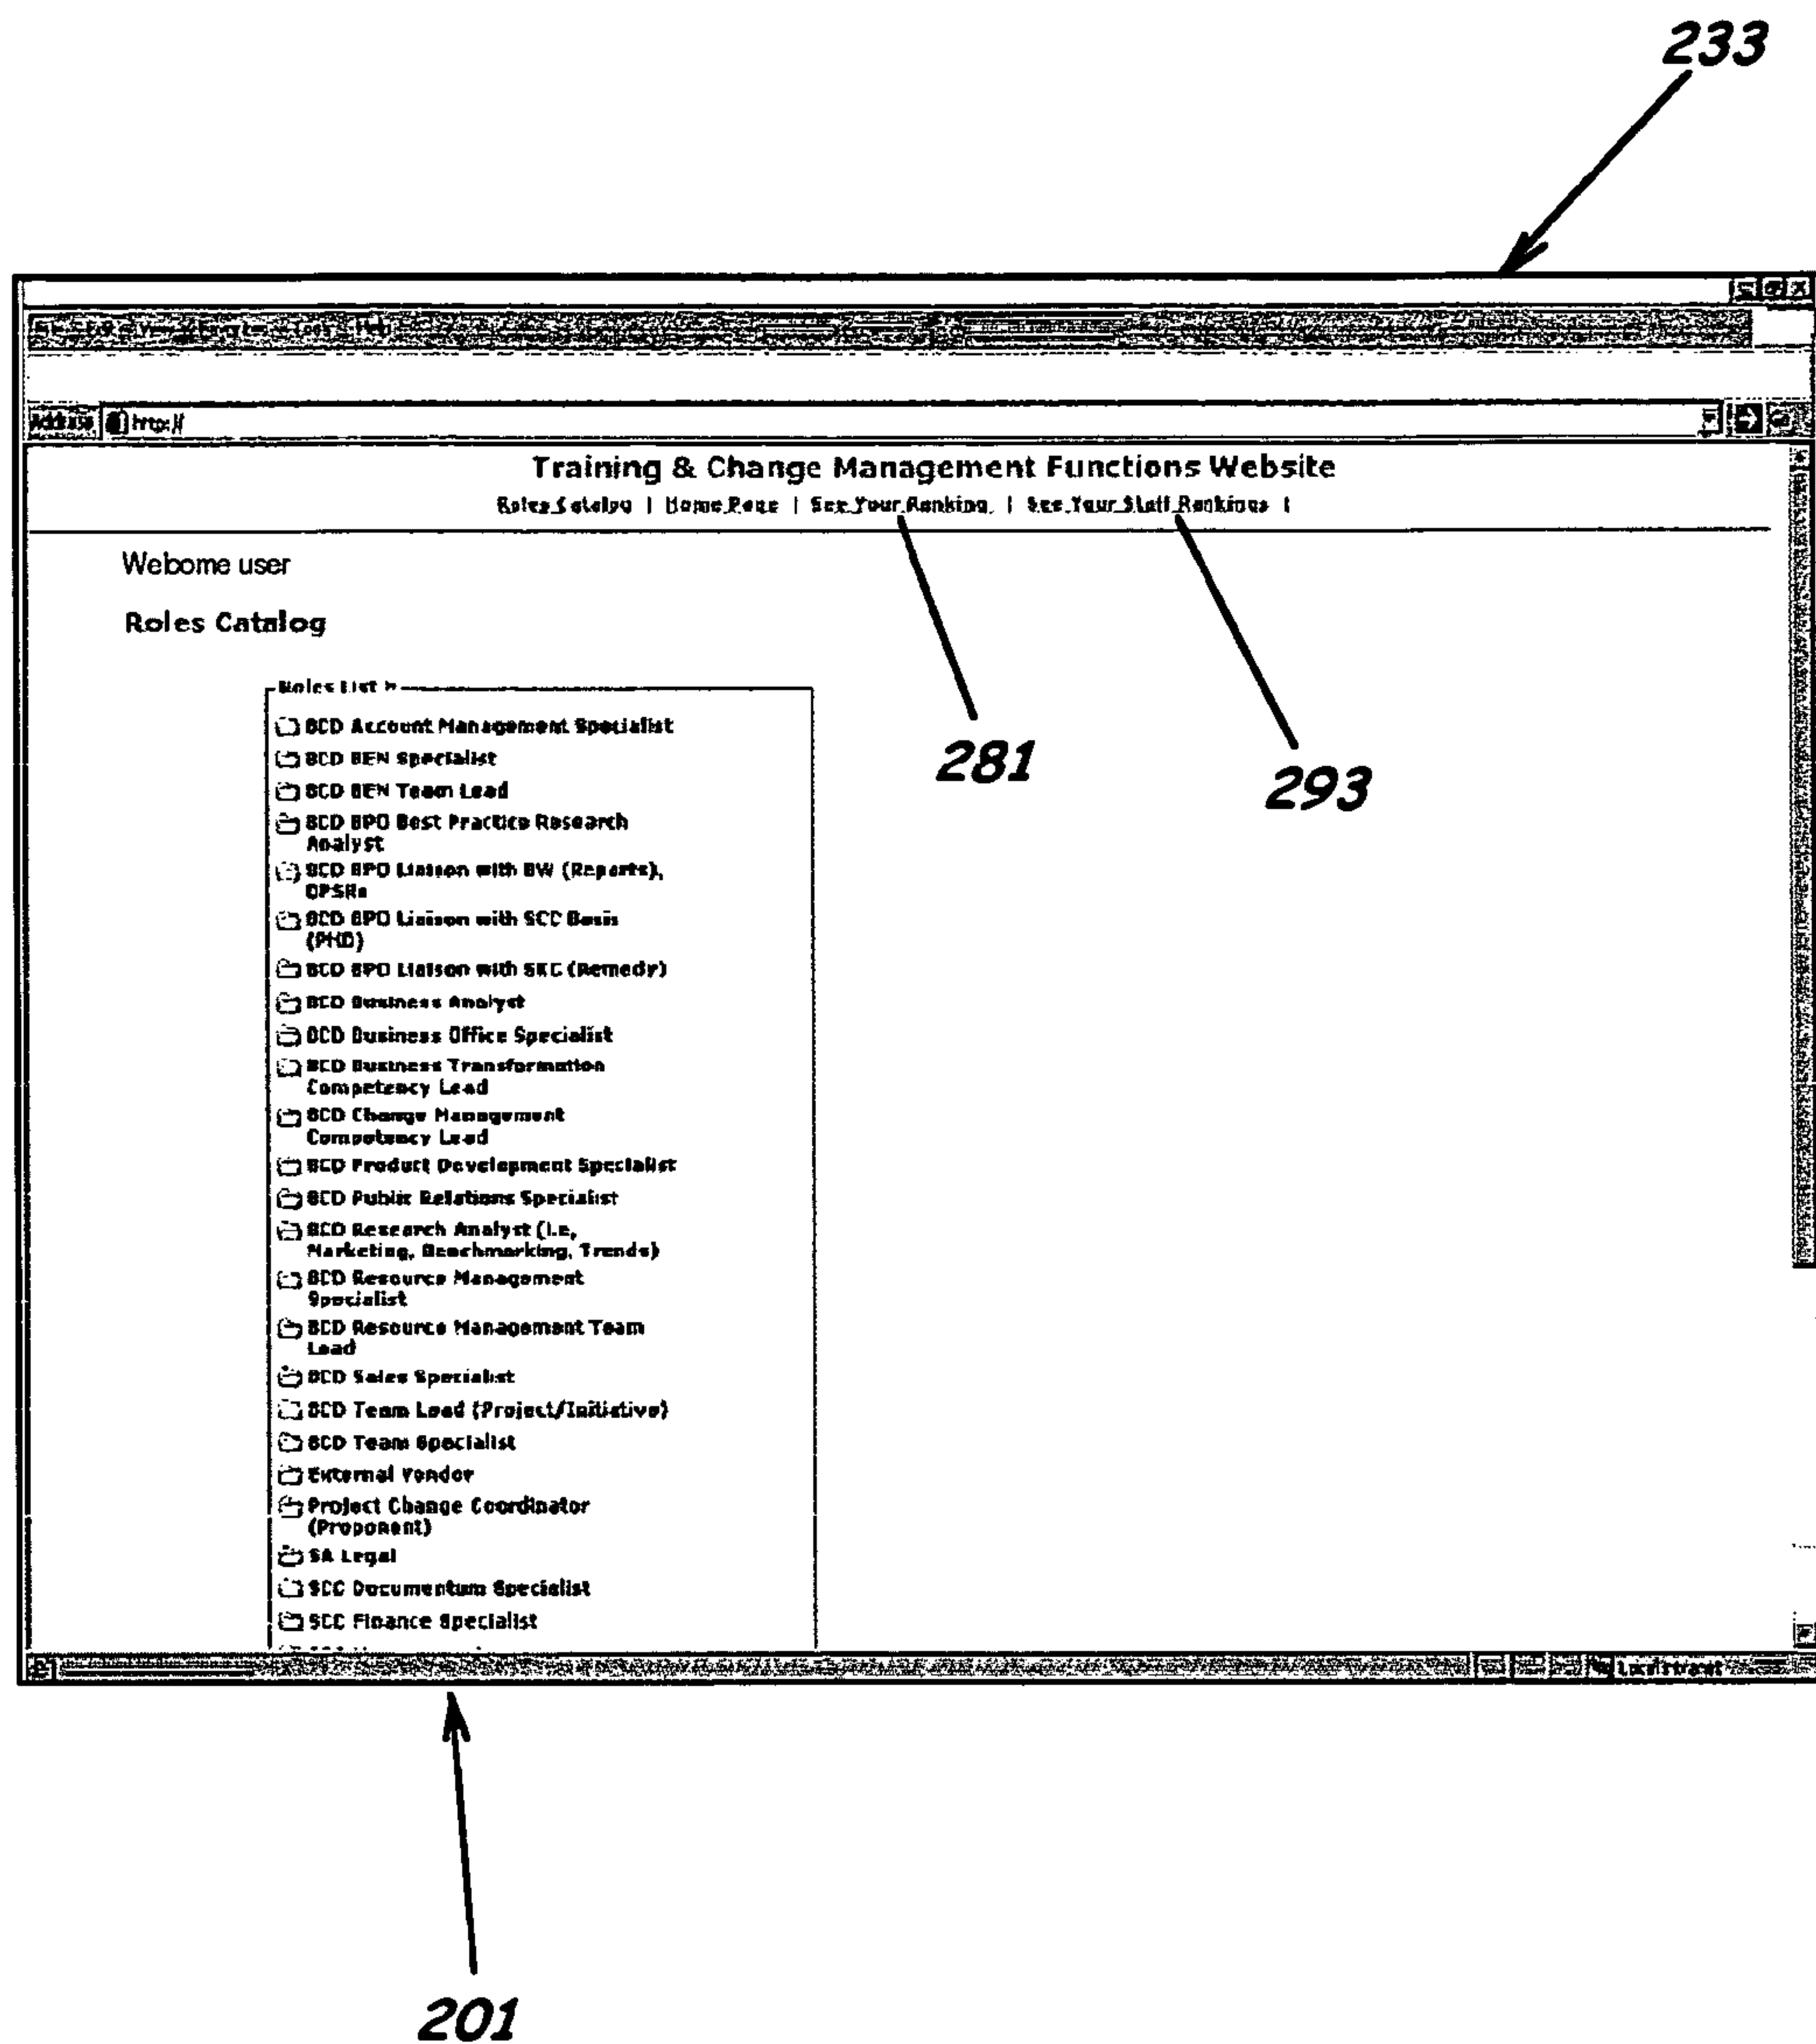 233
Address http://
Training & Change Management Functions Website
Roles Catalog | Home Page | See Your Ranking | See Your Staff Rankings |
Welbome user
Roles Catalog
Roles List »
281
293
BCD Account Management Specialist
BCD BEN Specialist
BCD BEN Team Lead
BCD BPO Best Practice Research
Analyst
BCD BPO Liaison with BW (Reports),
OPSRs
BCD BPO Liaison with SCC Basis
(PHD)
BCD BPO Liaison with SKC (Remedy)
BCD Business Analyst
BCD Business Office Specialist
BCD Business Transformation
Competency Lead
BCD Change Management
Competency Lead
BCD Product Development Specialist
BCD Public Relations Specialist
BCD Research Analyst (i.e,
Marketing, Benchmarking, Trends)
BCD Resource Management
Specialist
BCD Resource Management Team
Lead
BCD Sales Specialist
BCD Team Lead (Project/Initiative)
BCD Team Specialist
External Vendor
Project Change Coordinator
(Proponent)
SA Legal
SCC Documentum Specialist
SCC Finance Specialist
Local intranet
201